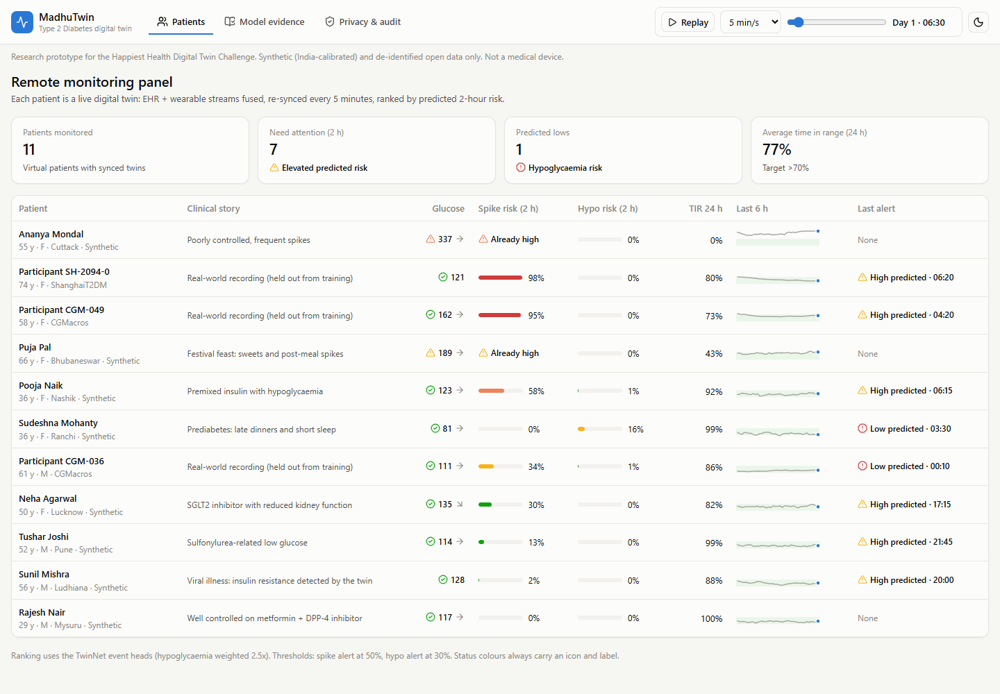 MadhuTwin
Type 2 Diabetes digital twin
Patients
Model evidence
Privacy & audit
Replay
5 min/s
Day 1 · 06:30
Research prototype for the Happiest Health Digital Twin Challenge. Synthetic (India-calibrated) and de-identified open data only. Not a medical device.
Remote monitoring panel
Each patient is a live digital twin: EHR + wearable streams fused, re-synced every 5 minutes, ranked by predicted 2-hour risk.
Patients monitored
11
Virtual patients with synced twins
Need attention (2 h)
7
Elevated predicted risk
Predicted lows
1
Hypoglycaemia risk
Average time in range (24 h)
77%
Target >70%
Patient Clinical story Glucose Spike risk (2 h) Hypo risk (2 h) TIR 24 h Last 6 h Last alert
Ananya Mondal
55 y · F · Cuttack · Synthetic
Poorly controlled, frequent spikes 337 → Already high 0% 0% None
Participant SH-2094-0
74 y · F · ShanghaiT2DM
Real-world recording (held out from training) 121 98% 0% 80% High predicted · 06:20
Participant CGM-049
58 y · F · CGMacros
Real-world recording (held out from training) 162 → 95% 0% 73% High predicted · 04:20
Puja Pal
66 y · F · Bhubaneswar · Synthetic
Festival feast: sweets and post-meal spikes 189 → Already high 0% 43% None
Pooja Naik
36 y · F · Nashik · Synthetic
Premixed insulin with hypoglycaemia 123 → 58% 1% 92% High predicted · 06:15
Sudeshna Mohanty
36 y · F · Ranchi · Synthetic
Prediabetes: late dinners and short sleep 81 → 0% 16% 99% Low predicted · 03:30
Participant CGM-036
61 y · M · CGMacros
Real-world recording (held out from training) 111 → 34% 1% 86% Low predicted · 00:10
Neha Agarwal
50 y · F · Lucknow · Synthetic
SGLT2 inhibitor with reduced kidney function 135 ↘ 30% 0% 82% High predicted · 17:15
Tushar Joshi
52 y · M · Pune · Synthetic
Sulfonylurea-related low glucose 114 → 13% 0% 99% High predicted · 21:45
Sunil Mishra
56 y · M · Ludhiana · Synthetic
Viral illness: insulin resistance detected by the twin 128 2% 0% 88% High predicted · 20:00
Rajesh Nair
29 y · M · Mysuru · Synthetic
Well controlled on metformin + DPP-4 inhibitor 117 → 0% 0% 100% None
Ranking uses the TwinNet event heads (hypoglycaemia weighted 2.5x). Thresholds: spike alert at 50%, hypo alert at 30%. Status colours always carry an icon and label.